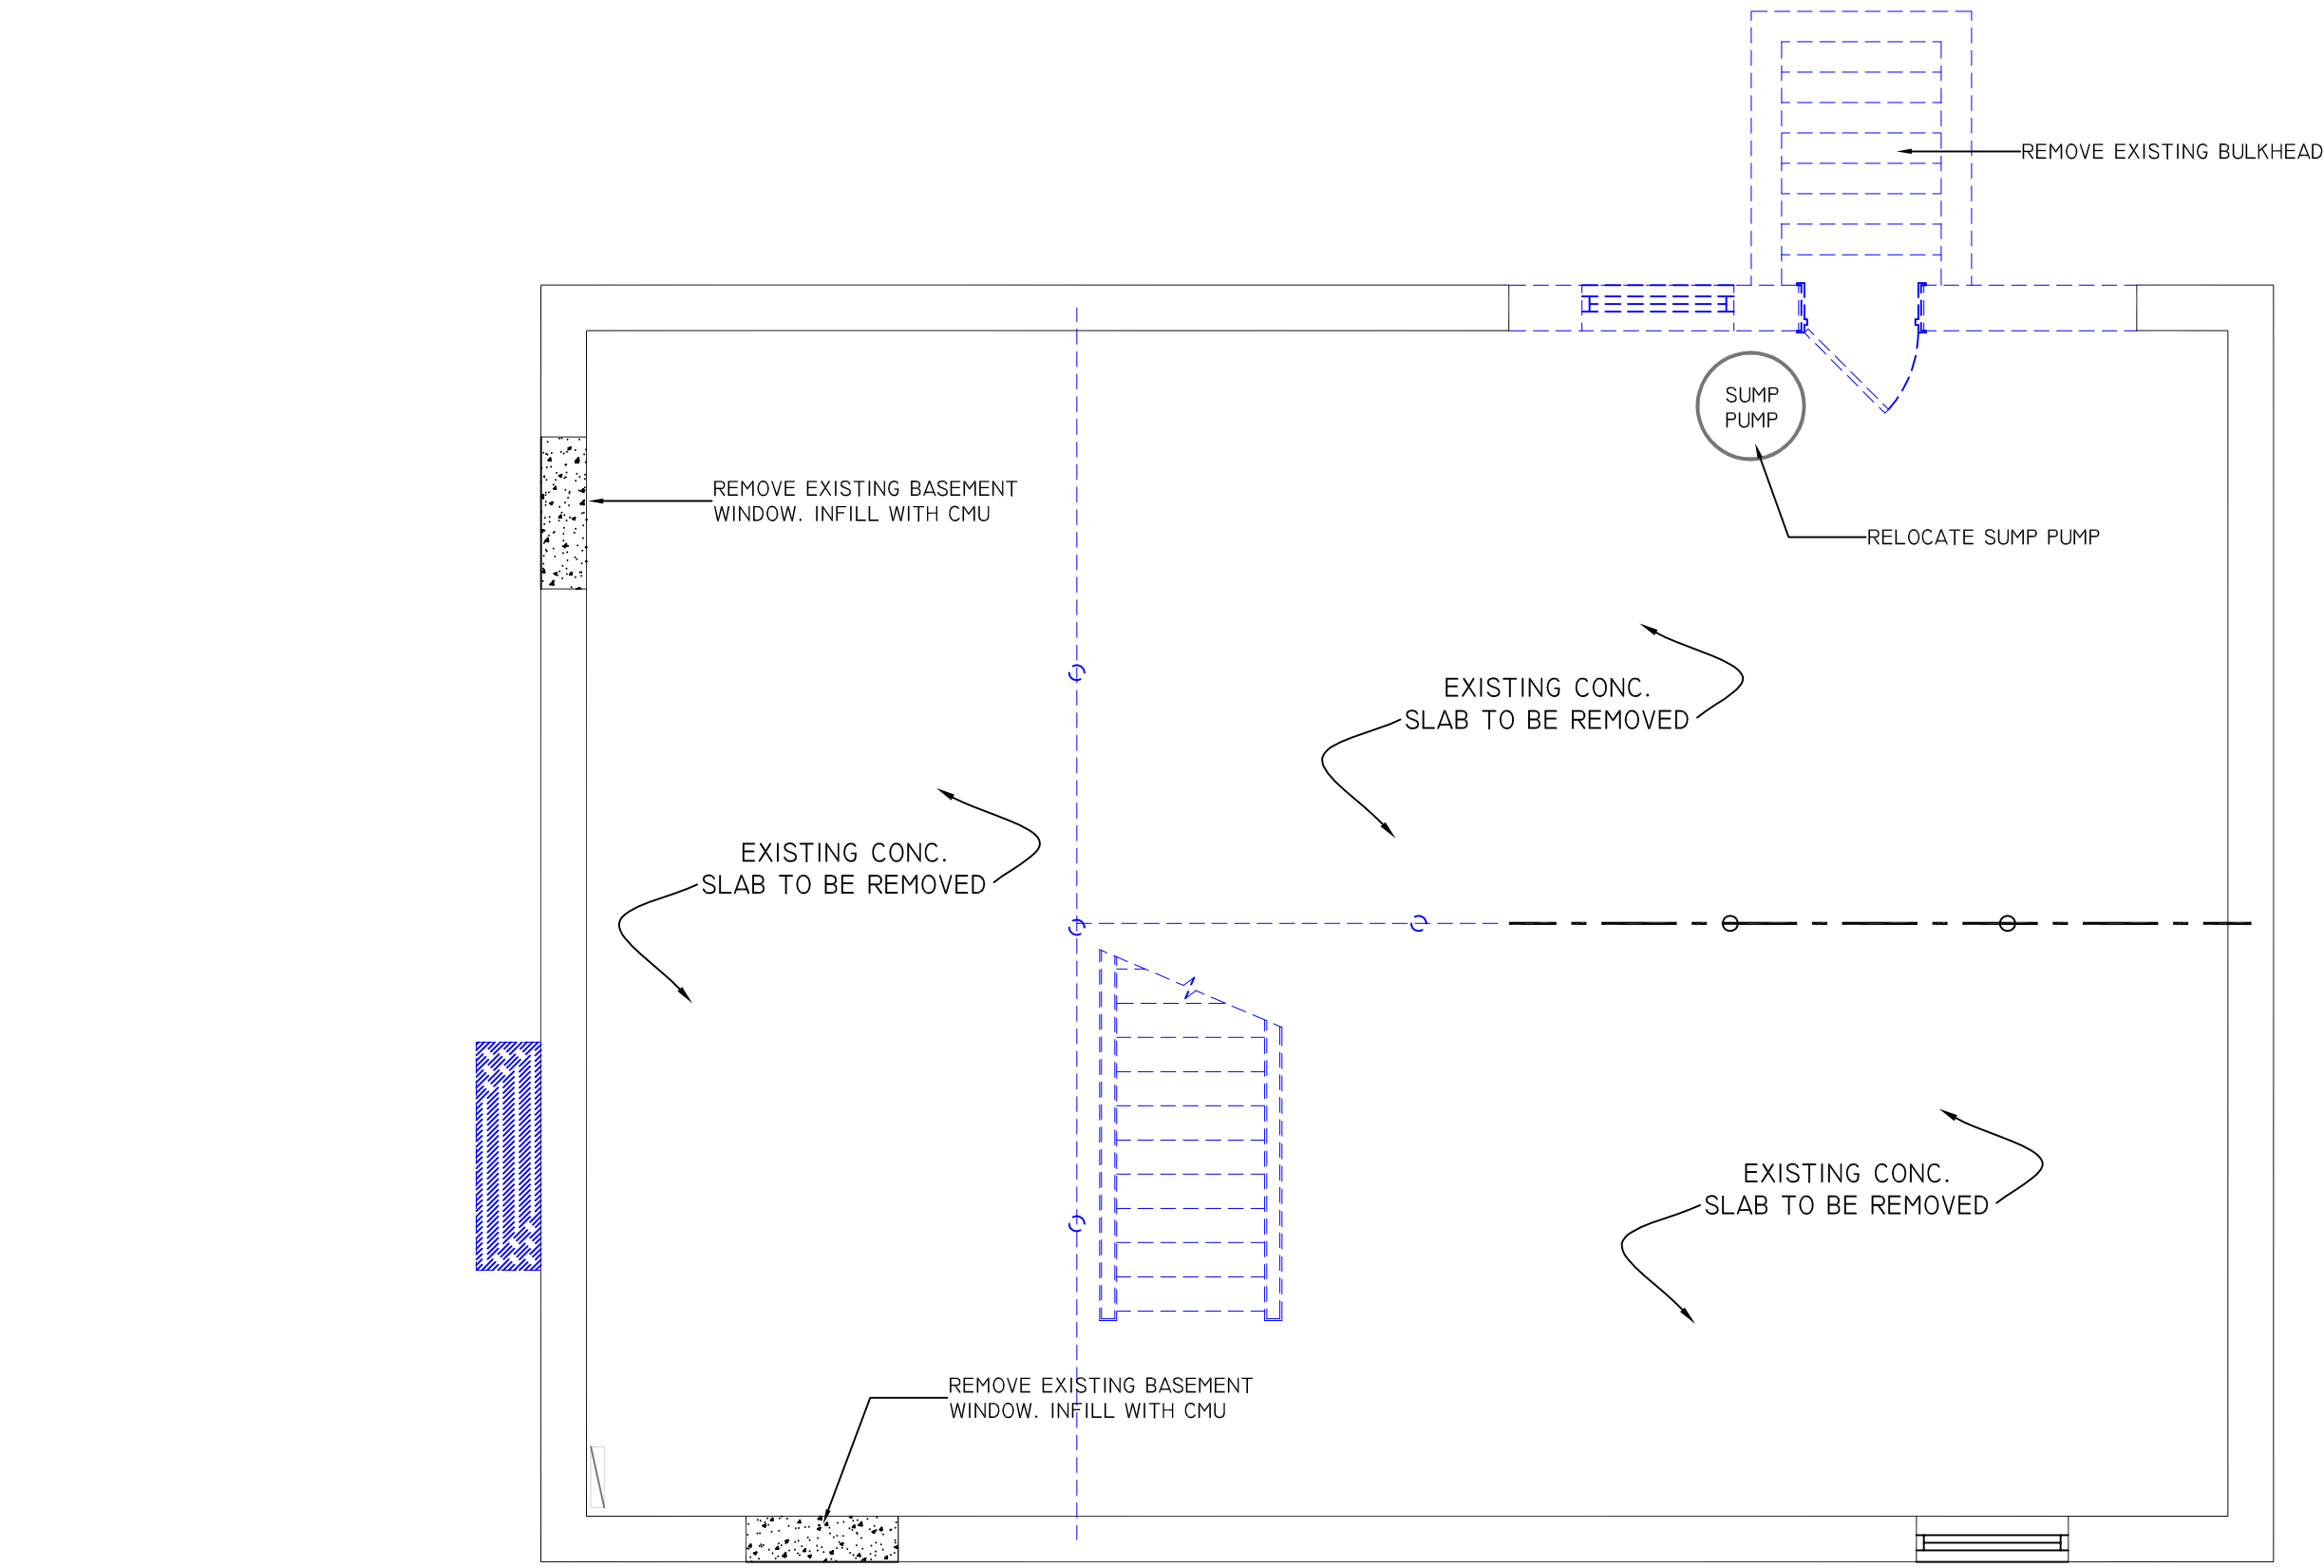 REMOVE EXISTING BULKHEAD
SUMP
PUMP
REMOVE EXISTING BASEMENT
WINDOW. INFILL WITH CMU
RELOCATE SUMP PUMP
EXISTING CONC.
SLAB TO BE REMOVED
EXISTING CONC.
SLAB TO BE REMOVED
EXISTING CONC.
SLAB TO BE REMOVED
REMOVE EXISTING BASEMENT
WINDOW. INFILL WITH CMU